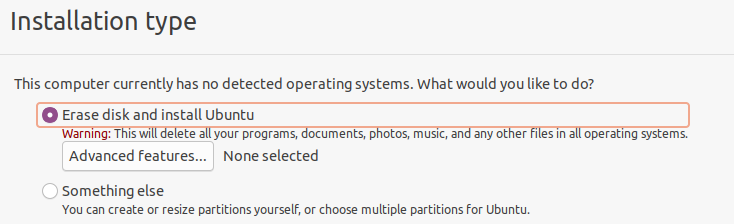 Installation type
This computer currently has no detected operating systems. What would you like to do?
Erase disk and install Ubuntu
Warning: This will delete all your programs, documents, photos, music, and any other files in all operating systems.
Advanced features... None selected
Something else
You can create or resize partitions yourself, or choose multiple partitions for Ubuntu.